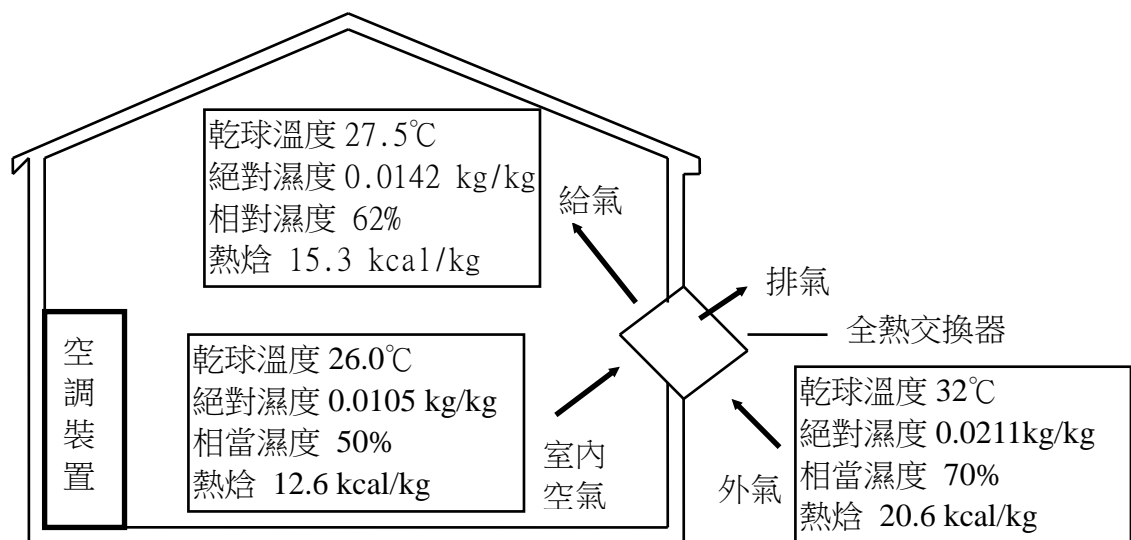 乾球溫度 27.5℃
絕對濕度 0.0142 kg/kg
相對濕度 62%
熱焓 15.3 kcal/kg
給氣
排氣
全熱交換器
空調裝置
乾球溫度 26.0℃
絕對濕度 0.0105 kg/kg
相當濕度 50%
熱焓 12.6 kcal/kg
室內
空氣
外氣
乾球溫度 32℃
絕對濕度 0.0211kg/kg
相當濕度 70%
熱焓 20.6 kcal/kg